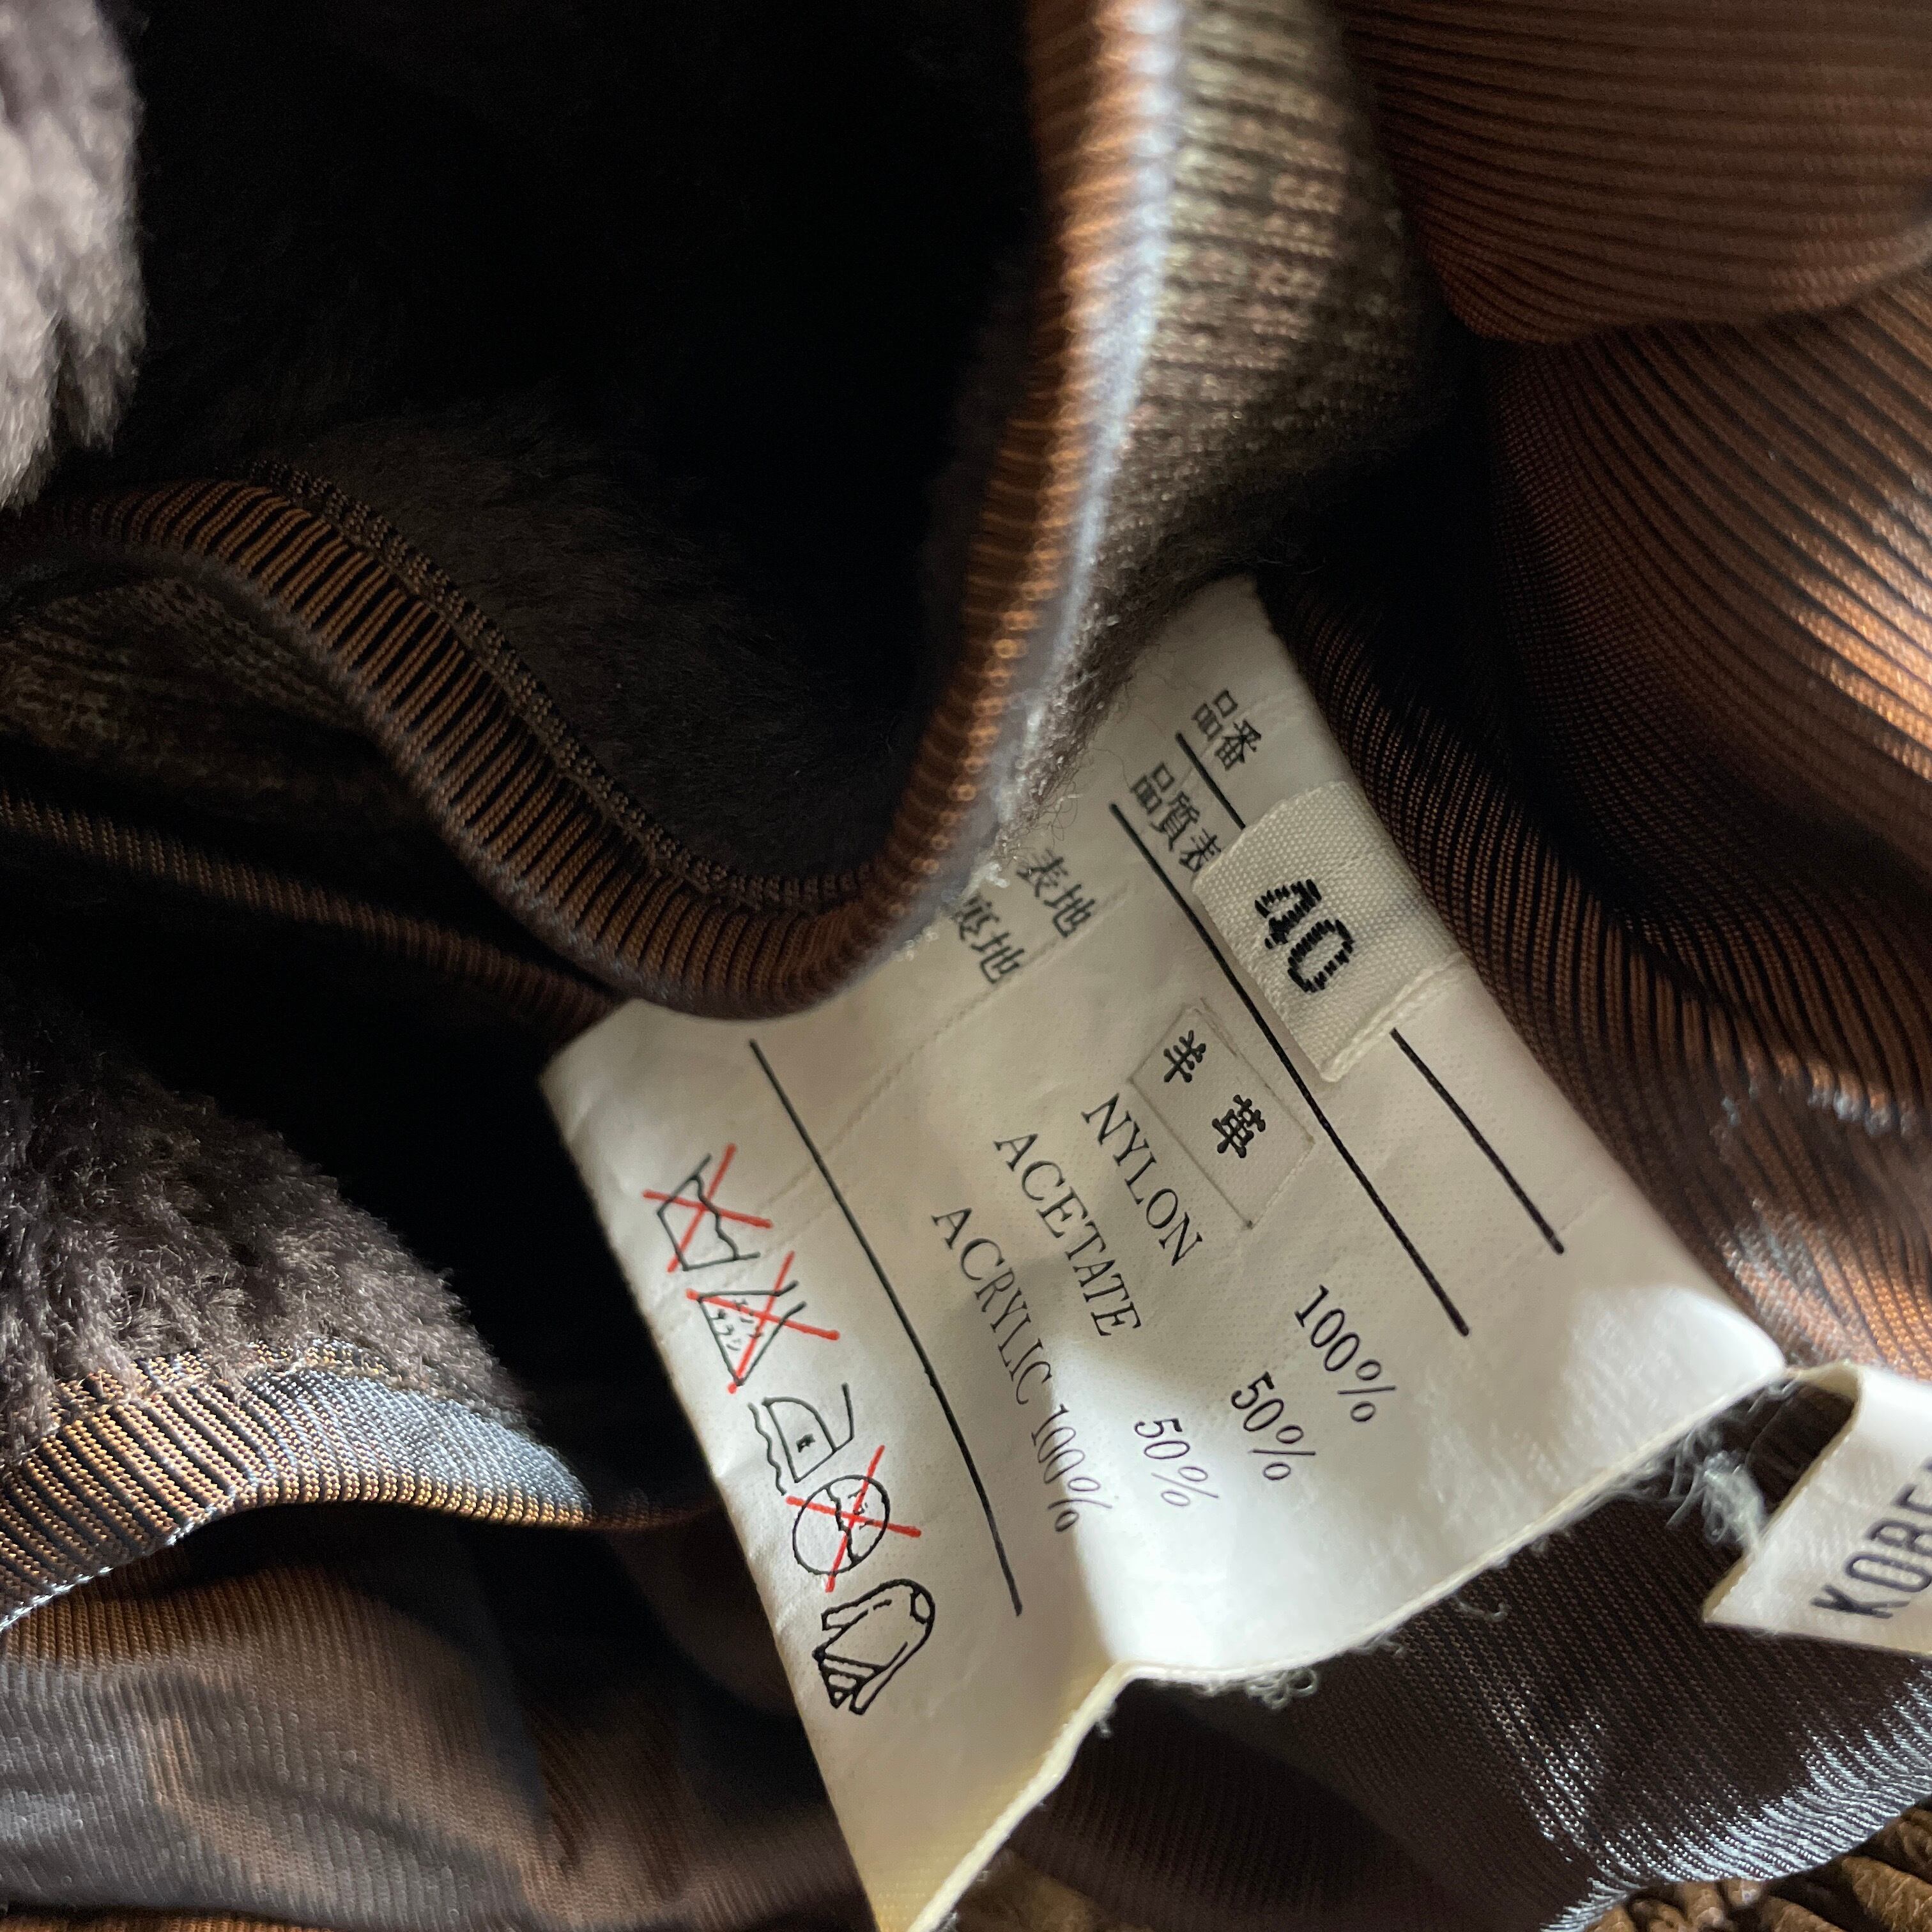 品番
40
品質表
表地 羊革 100%
裏地 NYLON 50%
ACETATE 50%
ACRYLIC 100%
KOBE